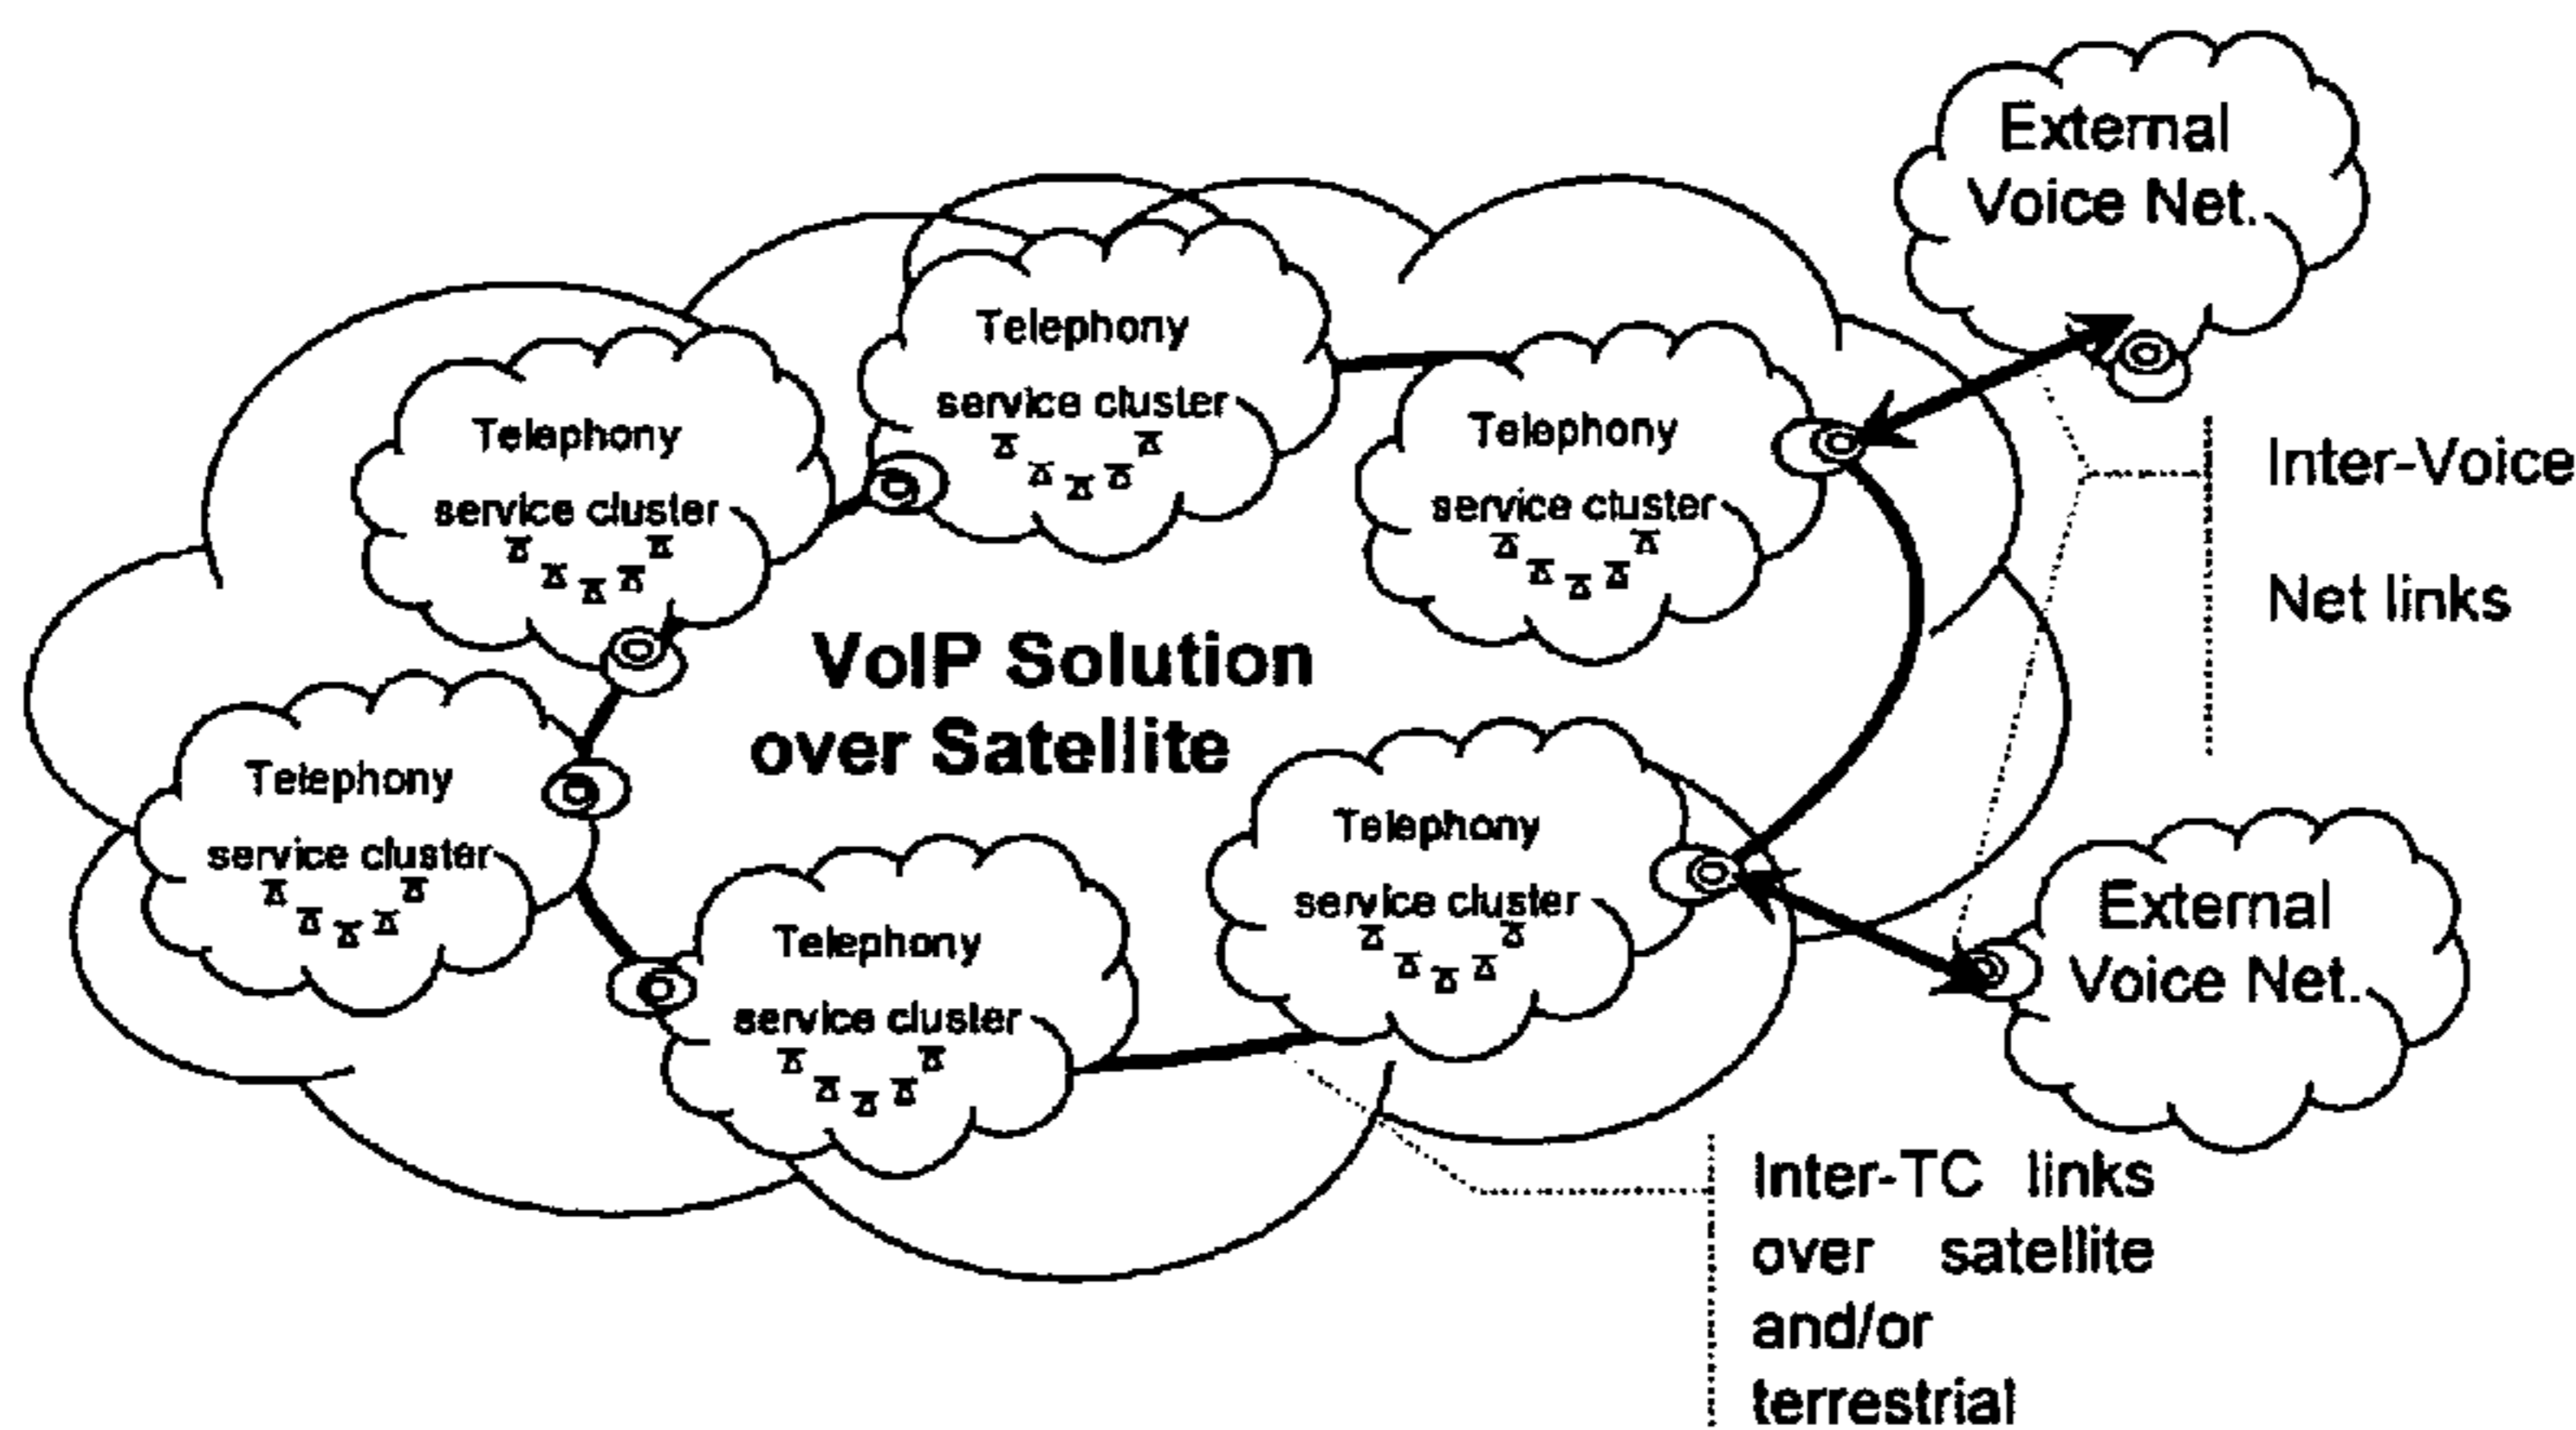 External
Voice Net.
Telephony
service cluster
Telephony
service cluster
Telephony
service cluster
Inter-Voice
Net links
VoIP Solution
over Satellite
Telephony
service cluster
Telephony
service cluster
Telephony
service cluster
External
Voice Net.
Inter-TC links
over satellite
and/or
terrestrial